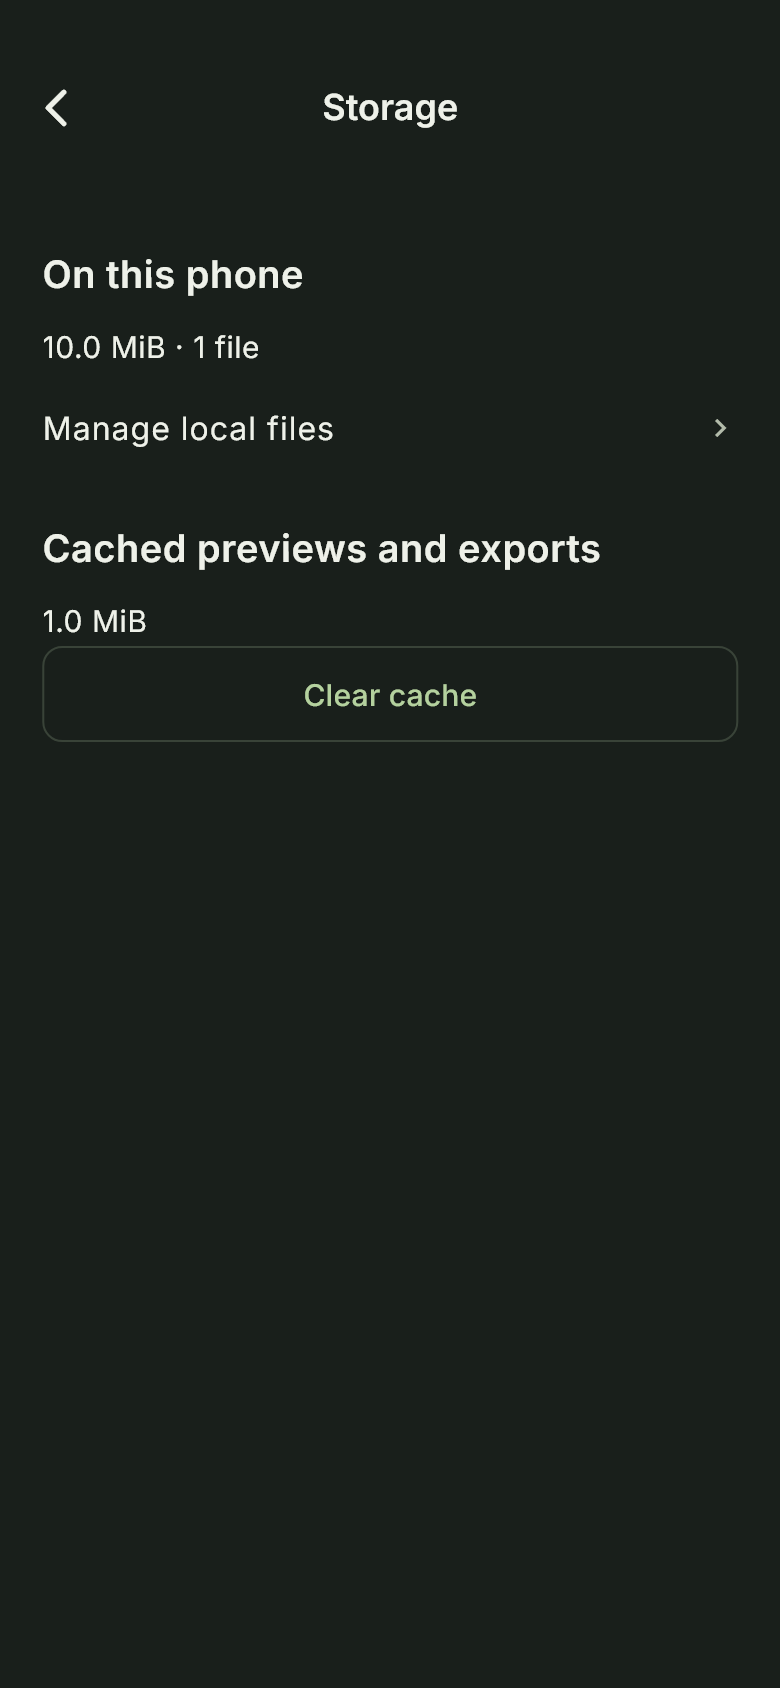 Storage
On this phone
10.0 MiB · 1 file
Manage local files
Cached previews and exports
1.0 MiB
Clear cache